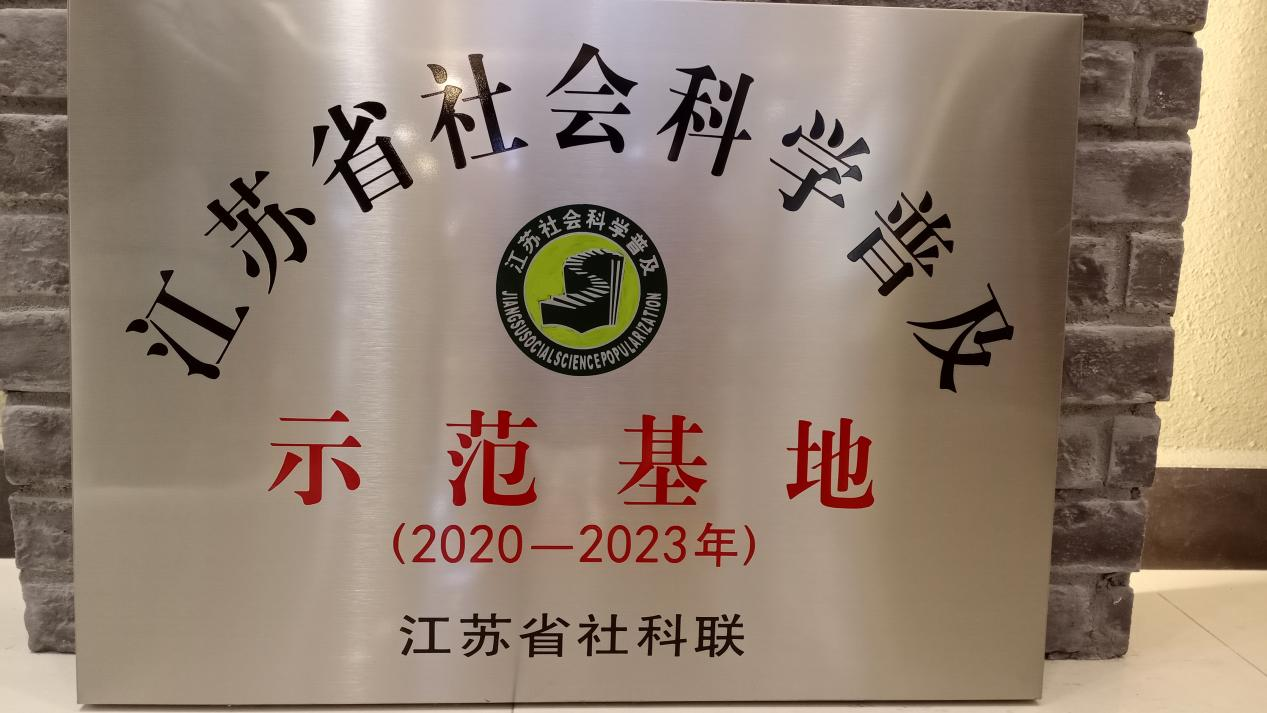 江苏省社会科学普及
江苏社会科学普及
JIANGSUSOCIALSCIENCEPOPULARIZATION
示范基地
(2020—2023年)
江苏省社科联